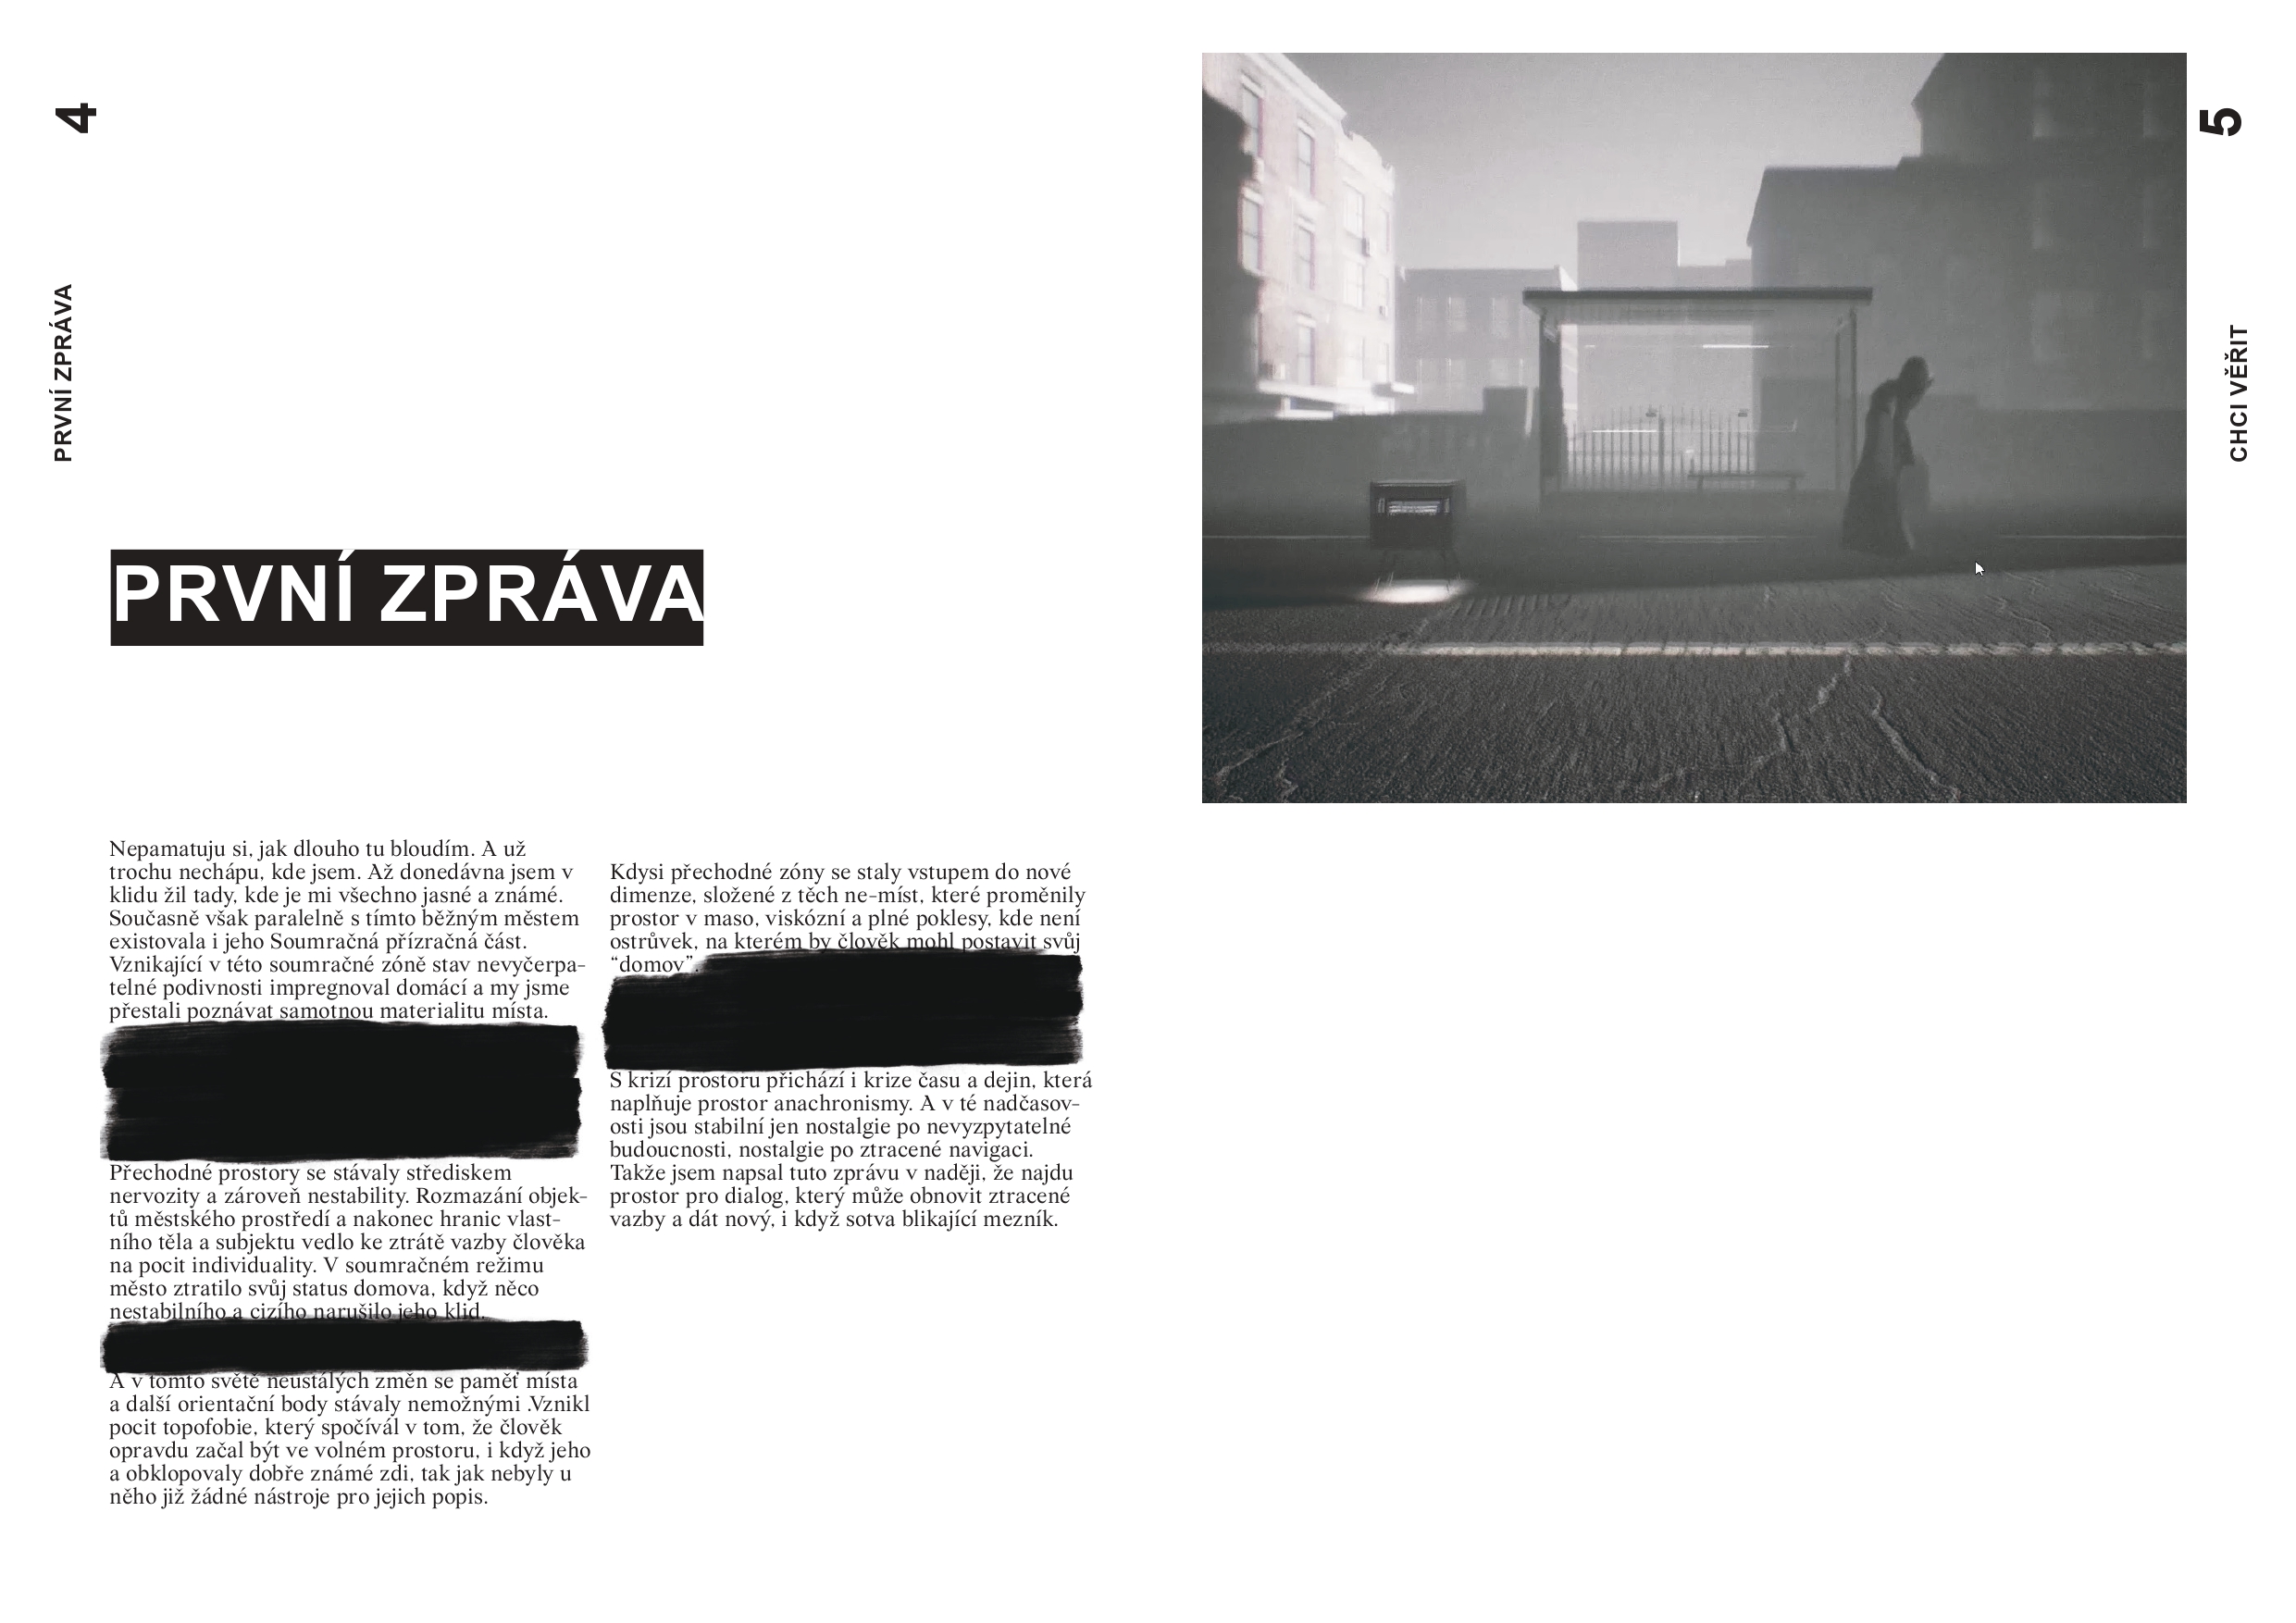 4
PRVNÍ ZPRÁVA
PRVNÍ ZPRÁVA
Nepamatuju si, jak dlouho tu bloudím. A už
trochu nechápu, kde jsem. Až donedávna jsem v
klidu žil tady, kde je mi všechno jasné a známé.
Současně však paralelně s tímto běžným městem
existovala i jeho Soumračná přízračná část.
Vznikající v této soumračné zóně stav nevyčerpa-
telné podivnosti impregnoval domácí a my jsme
přestali poznávat samotnou materialitu místa.
Přechodné prostory se stávaly střediskem
nervozity a zároveň nestability. Rozmazání objek-
tů městského prostředí a nakonec hranic vlast-
ního těla a subjektu vedlo ke ztrátě vazby člověka
na pocit individuality. V soumračném režimu
město ztratilo svůj status domova, když něco
nestabilního a cizího narušilo jeho klid.
A v tomto světě neustálých změn se paměť místa
a další orientační body stávaly nemožnými .Vznikl
pocit topofobie, který spočívál v tom, že člověk
opravdu začal být ve volném prostoru, i když jeho
a obklopovaly dobře známé zdi, tak jak nebyly u
něho již žádné nástroje pro jejich popis.
Kdysi přechodné zóny se staly vstupem do nové
dimenze, složené z těch ne-míst, které proměnily
prostor v maso, viskózní a plné poklesy, kde není
ostrůvek, na kterém by člověk mohl postavit svůj
“domov”.
S krizí prostoru přichází i krize času a dejin, která
naplňuje prostor anachronismy. A v té nadčasov-
osti jsou stabilní jen nostalgie po nevyzpytatelné
budoucnosti, nostalgie po ztracené navigaci.
Takže jsem napsal tuto zprávu v naději, že najdu
prostor pro dialog, který může obnovit ztracené
vazby a dát nový, i když sotva blikající mezník.
5
CHCI VĚŘIT